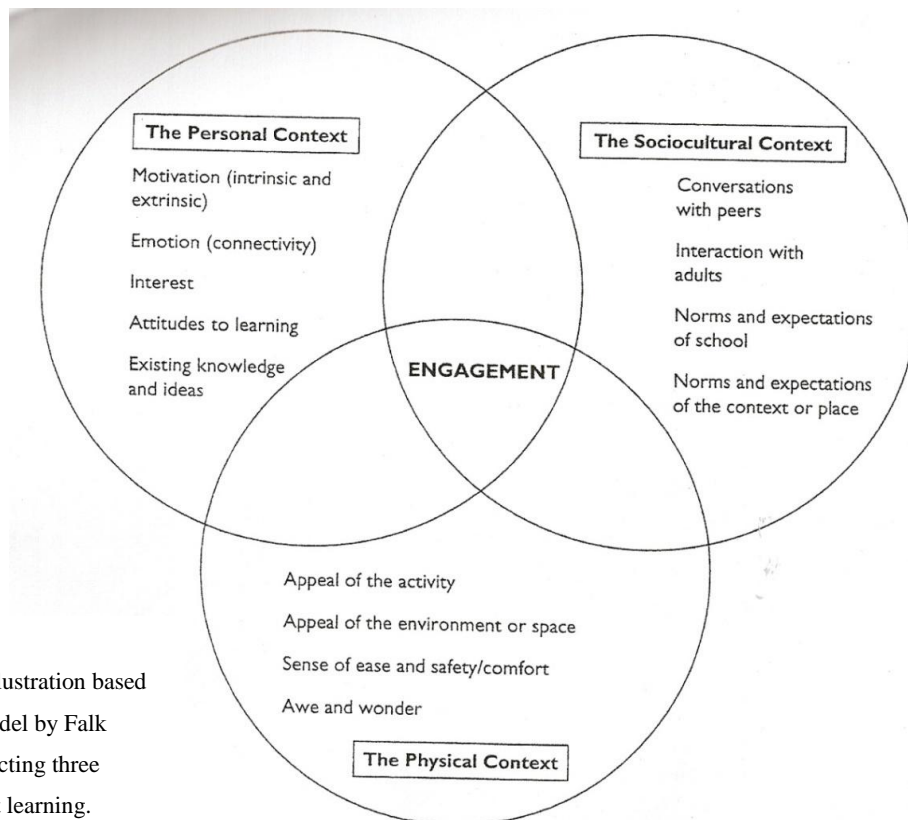 The Personal Context
Motivation (intrinsic and
extrinsic)
Emotion (connectivity)
Interest
Attitudes to learning
Existing knowledge
and ideas
The Sociocultural Context
Conversations
with peers
Interaction with
adults
Norms and expectations
of school
Norms and expectations
of the context or place
ENGAGEMENT
Appeal of the activity
Appeal of the environment or space
Sense of ease and safety/comfort
Awe and wonder
The Physical Context
lustration based
del by Falk
cting three
learning.